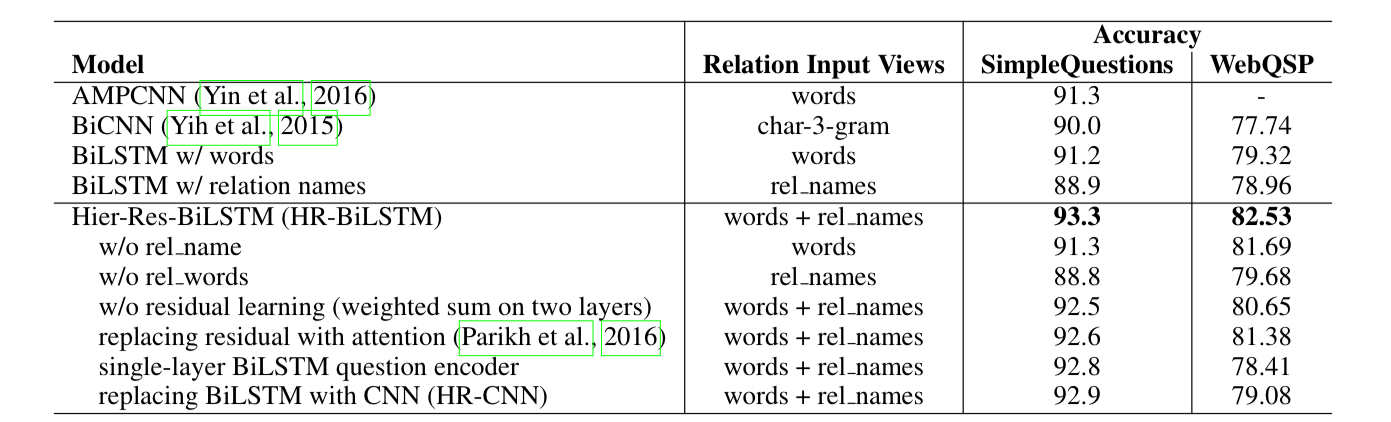 Accuracy
Model Relation Input Views SimpleQuestions WebQSP
AMPCNN (Yin et al., 2016) words 91.3 -
BiCNN (Yih et al., 2015) char-3-gram 90.0 77.74
BiLSTM w/ words words 91.2 79.32
BiLSTM w/ relation names rel_names 88.9 78.96
Hier-Res-BiLSTM (HR-BiLSTM) words + rel_names 93.3 82.53
w/o rel_name words 91.3 81.69
w/o rel_words rel_names 88.8 79.68
w/o residual learning (weighted sum on two layers) words + rel_names 92.5 80.65
replacing residual with attention (Parikh et al., 2016) words + rel_names 92.6 81.38
single-layer BiLSTM question encoder words + rel_names 92.8 78.41
replacing BiLSTM with CNN (HR-CNN) words + rel_names 92.9 79.08